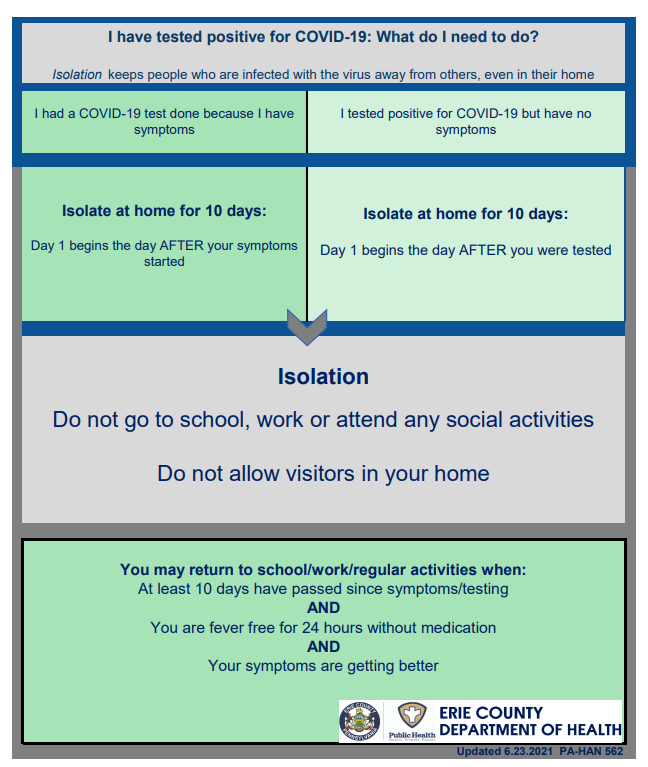 I have tested positive for COVID-19: What do I need to do?
Isolation keeps people who are infected with the virus away from others, even in their home
I had a COVID-19 test done because I have
symptoms
I tested positive for COVID-19 but have no
symptoms
Isolate at home for 10 days:
Day 1 begins the day AFTER your symptoms
started
Isolate at home for 10 days:
Day 1 begins the day AFTER you were tested
Isolation
Do not go to school, work or attend any social activities
Do not allow visitors in your home
You may return to school/work/regular activities when:
At least 10 days have passed since symptoms/testing
AND
You are fever free for 24 hours without medication
AND
Your symptoms are getting better
ERIE COUNTY
PENNSYLVANIA
Public Health
Prevent. Promote. Protect.
ERIE COUNTY
DEPARTMENT OF HEALTH
Updated 6.23.2021 PA-HAN 562